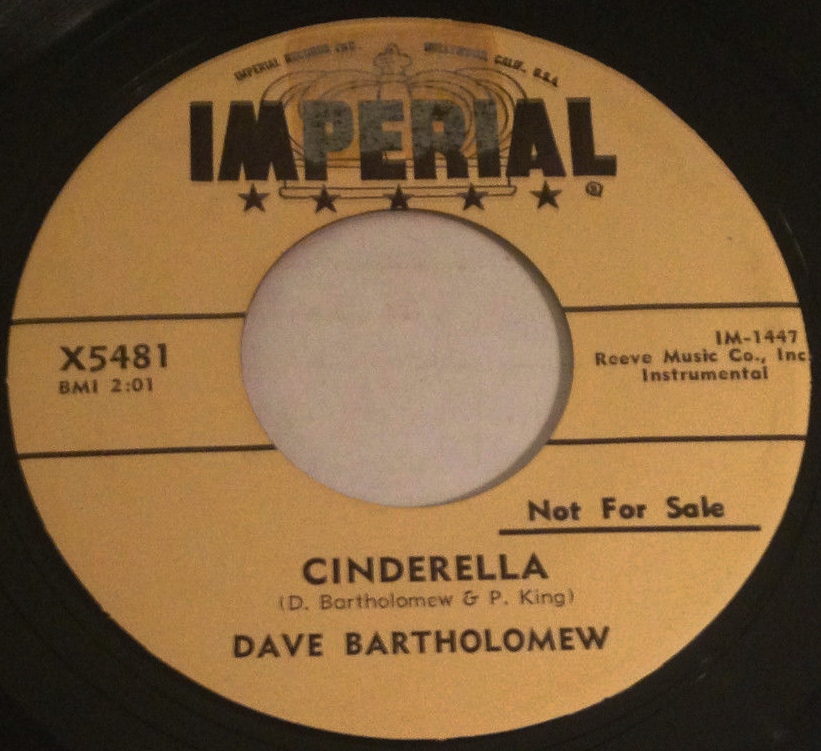 IMPERIAL RECORDS INC. HOLLYWOOD, CALIF. U.S.A.
IMPERIAL
®
X5481
BMI 2:01
IM-1447
Reeve Music Co., Inc.
Instrumental
Not For Sale
CINDERELLA
(D. Bartholomew & P. King)
DAVE BARTHOLOMEW